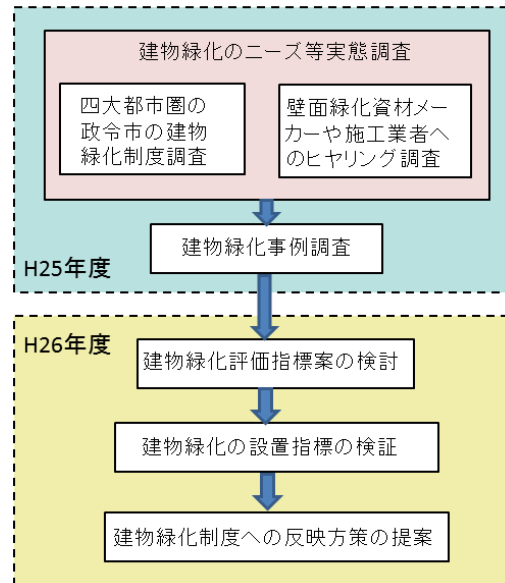 建物緑化のニーズ等実態調査
四大都市圏の
政令市の建物
緑化制度調査
壁面緑化資材メー
カーや施工業者へ
のヒヤリング調査
建物緑化事例調査
H25年度
H26年度
建物緑化評価指標案の検討
建物緑化の設置指標の検証
建物緑化制度への反映方策の提案